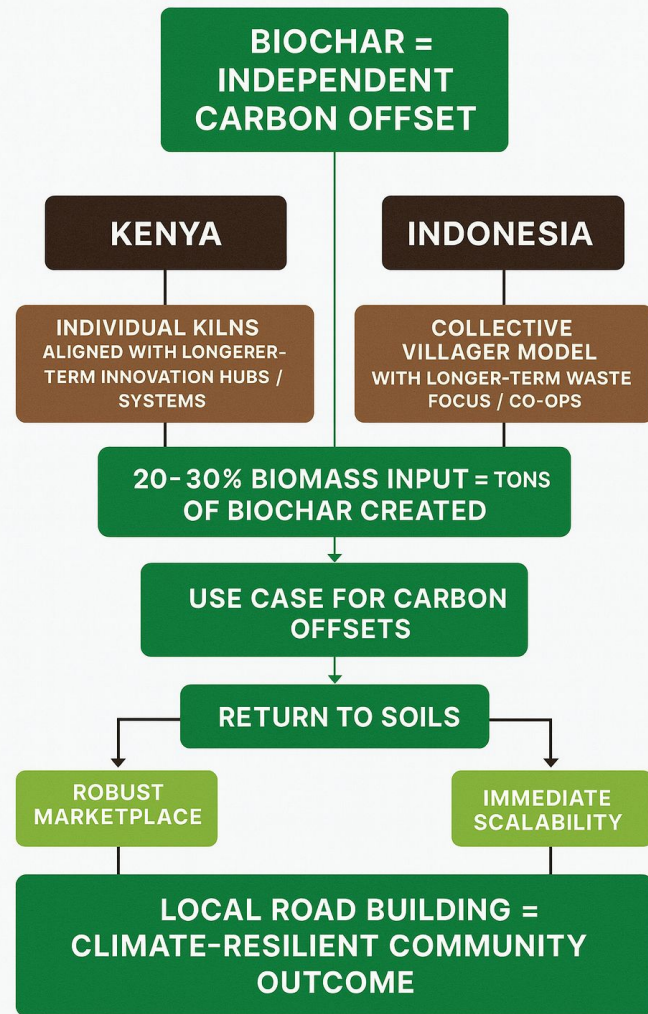 BIOCHAR =
INDEPENDENT
CARBON OFFSET
KENYA
INDONESIA
INDIVIDUAL KILNS
ALIGNED WITH LONGERER-
TERM INNOVATION HUBS /
SYSTEMS
COLLECTIVE
VILLAGER MODEL
WITH LONGER-TERM WASTE
FOCUS / CO-OPS
20-30% BIOMASS INPUT = TONS
OF BIOCHAR CREATED
USE CASE FOR CARBON
OFFSETS
RETURN TO SOILS
ROBUST
MARKETPLACE
IMMEDIATE
SCALABILITY
LOCAL ROAD BUILDING =
CLIMATE-RESILIENT COMMUNITY
OUTCOME